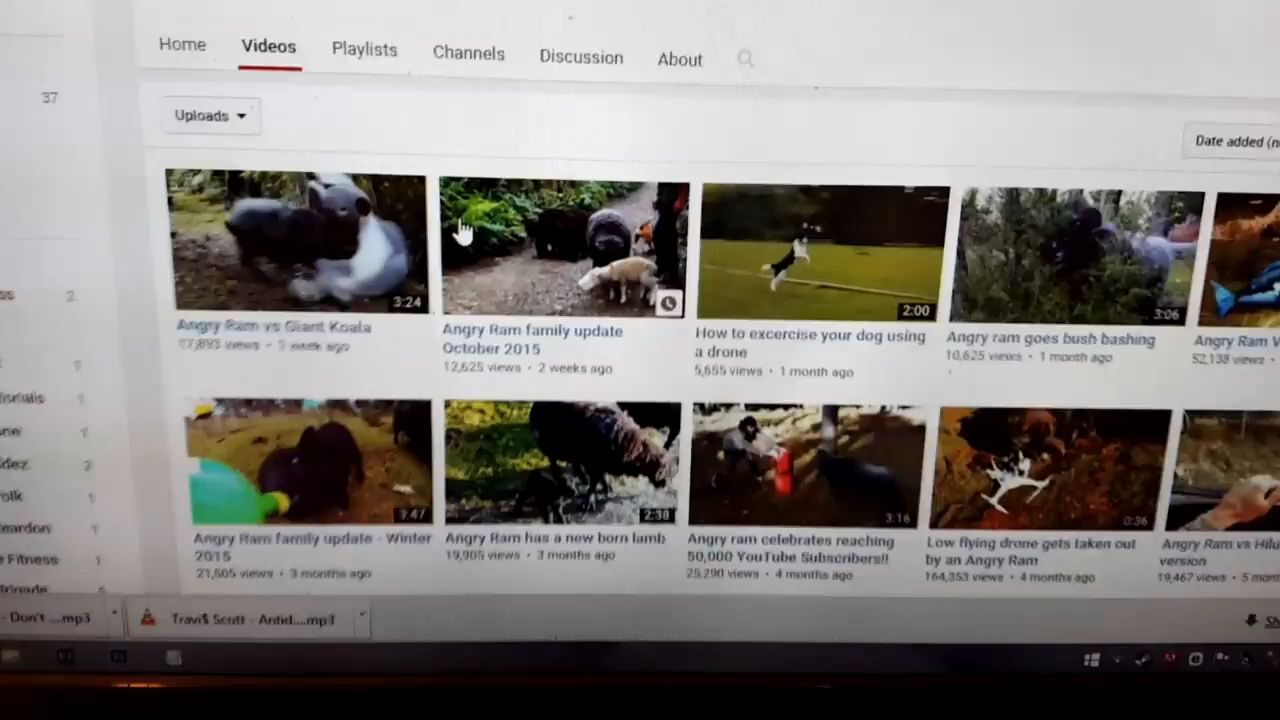 Home Videos Playlists Channels Discussion About
37
Uploads
Date added (n
3:24
2:00
3:06
Angry Ram vs Giant Koala
Angry Ram family update
October 2015
12,625 views • 2 weeks ago
How to excercise your dog using
a drone
5,655 views • 1 month ago
Angry ram goes bush bashing
10,625 views • 1 month ago
Angry Ram V
52,138 views •
2
3:47
2:38
3:16
0:36
Angry Ram family update - Winter
2015
21,505 views • 3 months ago
Angry Ram has a new born lamb
19,905 views • 3 months ago
Angry ram celebrates reaching
50,000 YouTube Subscribers!!
25,290 views • 4 months ago
Low flying drone gets taken out
by an Angry Ram
164,353 views • 4 months ago
Angry Ram vs Hilu
version
19,467 views • 5 mont
Fitness
- Don't ....mp3
Travi$ Scott - Antid....mp3